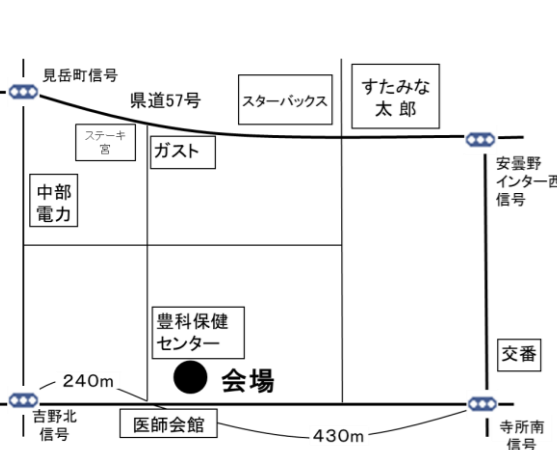 見岳町信号
県道57号
スターバックス
すたみな
太 郎
ステーキ
宮
ガスト
安曇野
インター西
信号
中部
電力
豊科保健
センター
会場
交番
240m
吉野北
信号
医師会館
430m
寺所南
信号